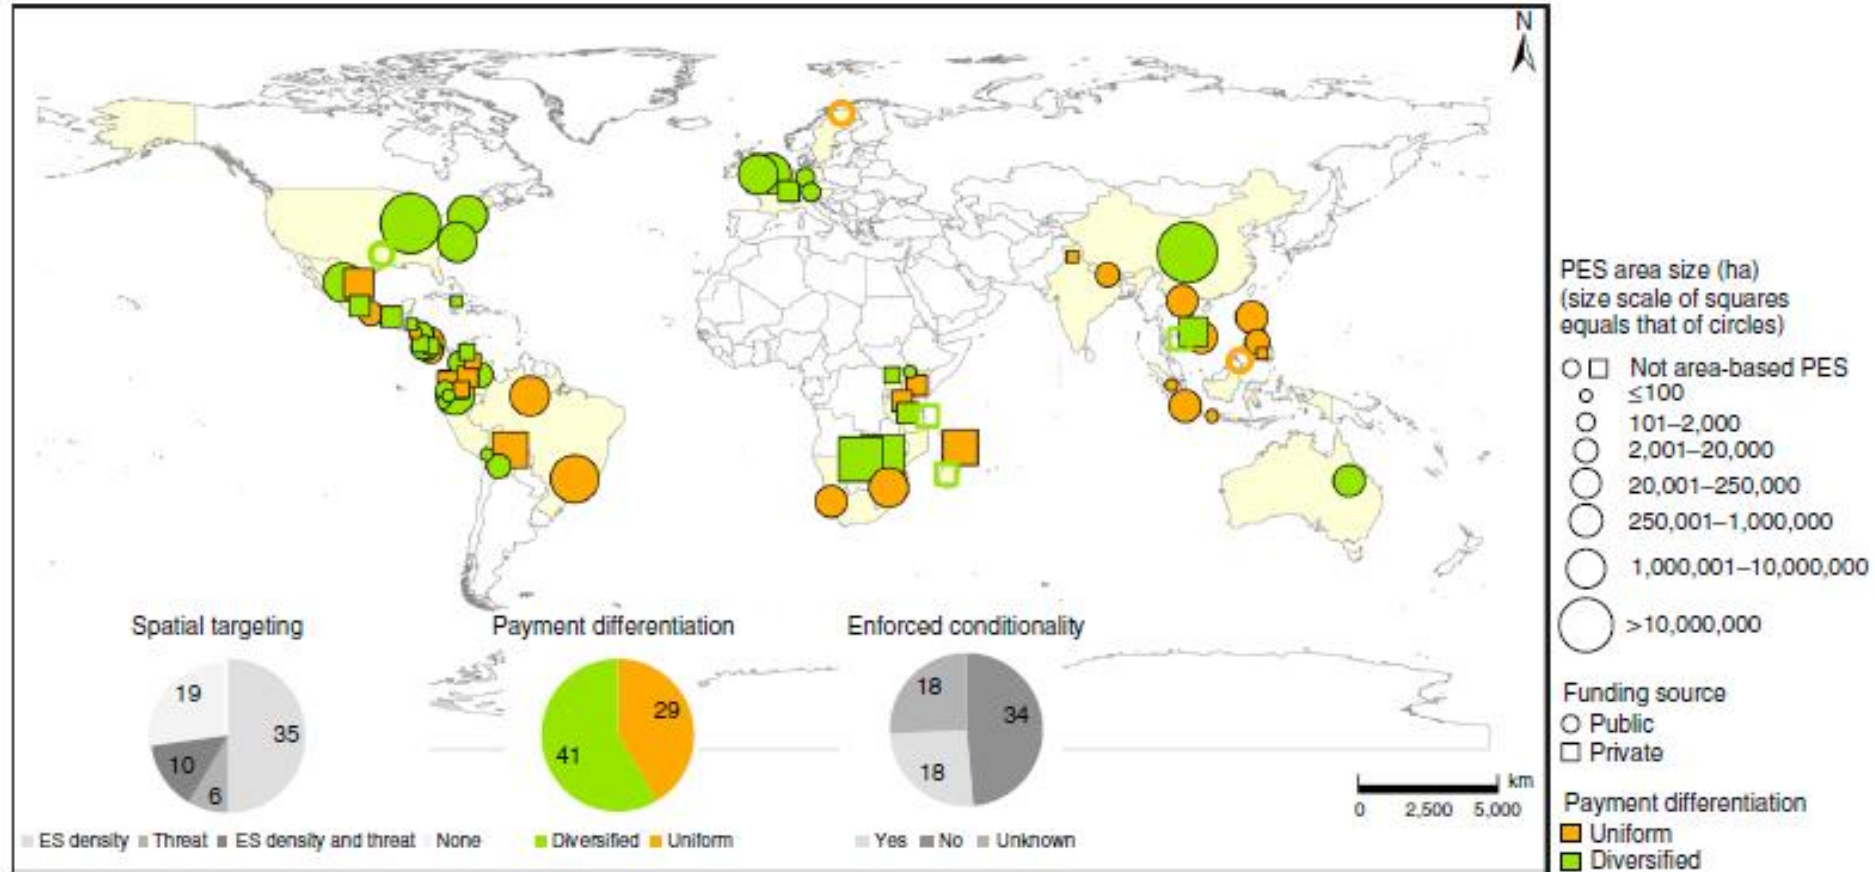 N
PES area size (ha)
(size scale of squares
equals that of circles)
Not area-based PES
≤100
101–2,000
2,001–20,000
20,001–250,000
250,001–1,000,000
1,000,001–10,000,000
>10,000,000
Funding source
Public
Private
Payment differentiation
Uniform
Diversified
Spatial targeting
19
35
10
6
ES density Threat ES density and threat None
Payment differentiation
29
41
Diversified Uniform
Enforced conditionality
18
34
18
Yes No Unknown
km
0 2,500 5,000